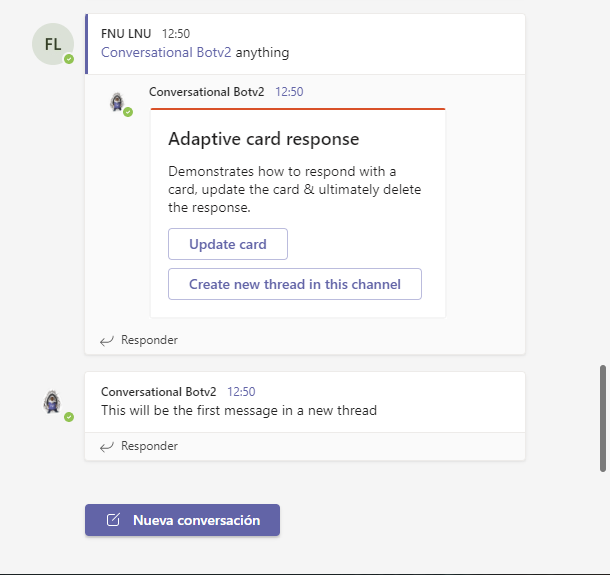 FL
FNU LNU 12:50
Conversational Botv2 anything
Conversational Botv2 12:50
Adaptive card response
Demonstrates how to respond with a
card, update the card & ultimately delete
the response.
Update card
Create new thread in this channel
Responder
Conversational Botv2 12:50
This will be the first message in a new thread
Responder
Nueva conversación